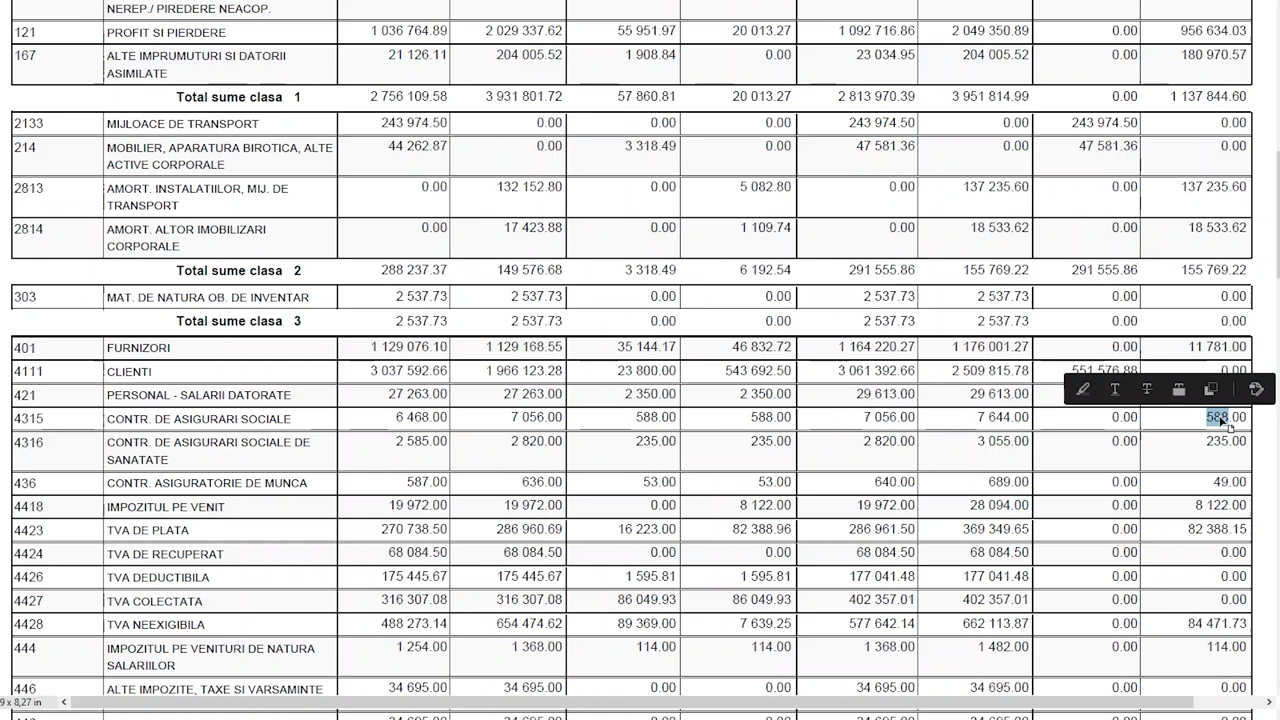 NEREP./ PIREDERE NEACOP.
121 PROFIT SI PIERDERE 1 036 764.89 2 029 337.62 55 951.97 20 013.27 1 092 716.86 2 049 350.89 0.00 956 634.03
167 ALTE IMPRUMUTURI SI DATORII 21 126.11 204 005.52 1 908.84 0.00 23 034.95 204 005.52 0.00 180 970.57
ASIMILATE
Total sume clasa 1 2 756 109.58 3 931 801.72 57 860.81 20 013.27 2 813 970.39 3 951 814.99 0.00 1 137 844.60
2133 MIJLOACE DE TRANSPORT 243 974.50 0.00 0.00 0.00 243 974.50 0.00 243 974.50 0.00
214 MOBILIER, APARATURA BIROTICA, ALTE 44 262.87 0.00 3 318.49 0.00 47 581.36 0.00 47 581.36 0.00
ACTIVE CORPORALE
2813 AMORT. INSTALATIILOR, MIJ. DE 0.00 132 152.80 0.00 5 082.80 0.00 137 235.60 0.00 137 235.60
TRANSPORT
2814 AMORT. ALTOR IMOBILIZARI 0.00 17 423.88 0.00 1 109.74 0.00 18 533.62 0.00 18 533.62
CORPORALE
Total sume clasa 2 288 237.37 149 576.68 3 318.49 6 192.54 291 555.86 155 769.22 291 555.86 155 769.22
303 MAT. DE NATURA OB. DE INVENTAR 2 537.73 2 537.73 0.00 0.00 2 537.73 2 537.73 0.00 0.00
Total sume clasa 3 2 537.73 2 537.73 0.00 0.00 2 537.73 2 537.73 0.00 0.00
401 FURNIZORI 1 129 076.10 1 129 168.55 35 144.17 46 832.72 1 164 220.27 1 176 001.27 0.00 11 781.00
4111 CLIENTI 3 037 592.66 1 966 123.28 23 800.00 543 692.50 3 061 392.66 2 509 815.78 551 576.88 0.00
421 PERSONAL - SALARII DATORATE 27 263.00 27 263.00 2 350.00 2 350.00 29 613.00 29 613.00
4315 CONTR. DE ASIGURARI SOCIALE 6 468.00 7 056.00 588.00 588.00 7 056.00 7 644.00 0.00 588.00
4316 CONTR. DE ASIGURARI SOCIALE DE 2 585.00 2 820.00 235.00 235.00 2 820.00 3 055.00 0.00 235.00
SANATATE
436 CONTR. ASIGURATORIE DE MUNCA 587.00 636.00 53.00 53.00 640.00 689.00 0.00 49.00
4418 IMPOZITUL PE VENIT 19 972.00 19 972.00 0.00 8 122.00 19 972.00 28 094.00 0.00 8 122.00
4423 TVA DE PLATA 270 738.50 286 960.69 16 223.00 82 388.96 286 961.50 369 349.65 0.00 82 388.15
4424 TVA DE RECUPERAT 68 084.50 68 084.50 0.00 0.00 68 084.50 68 084.50 0.00 0.00
4426 TVA DEDUCTIBILA 175 445.67 175 445.67 1 595.81 1 595.81 177 041.48 177 041.48 0.00 0.00
4427 TVA COLECTATA 316 307.08 316 307.08 86 049.93 86 049.93 402 357.01 402 357.01 0.00 0.00
4428 TVA NEEXIGIBILA 488 273.14 654 474.62 89 369.00 7 639.25 577 642.14 662 113.87 0.00 84 471.73
444 IMPOZITUL PE VENITURI DE NATURA 1 254.00 1 368.00 114.00 114.00 1 368.00 1 482.00 0.00 114.00
SALARIILOR
446 ALTE IMPOZITE, TAXE SI VARSAMINTE 34 695.00 34 695.00 0.00 0.00 34 695.00 34 695.00 0.00 0.00
9 x 8,27 in